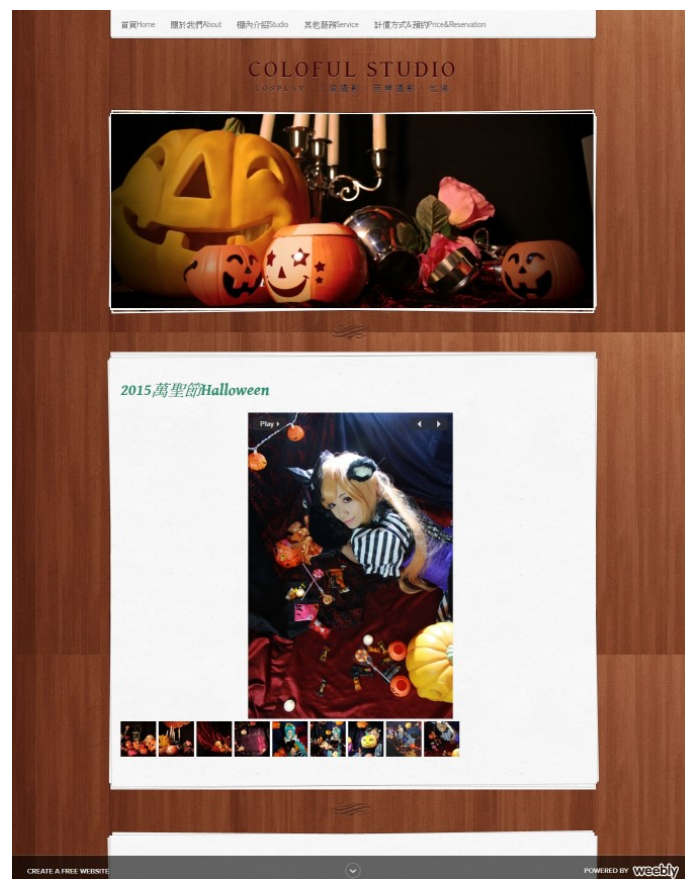 首頁Home 關於我們About 棚內介紹Studio 其他服務Service 計價方式&預約Price&Reservation
COLOFUL STUDIO
COSPLAY
2015萬聖節Halloween
Play
CREATE A FREE WEBSITE
POWERED BY weebly